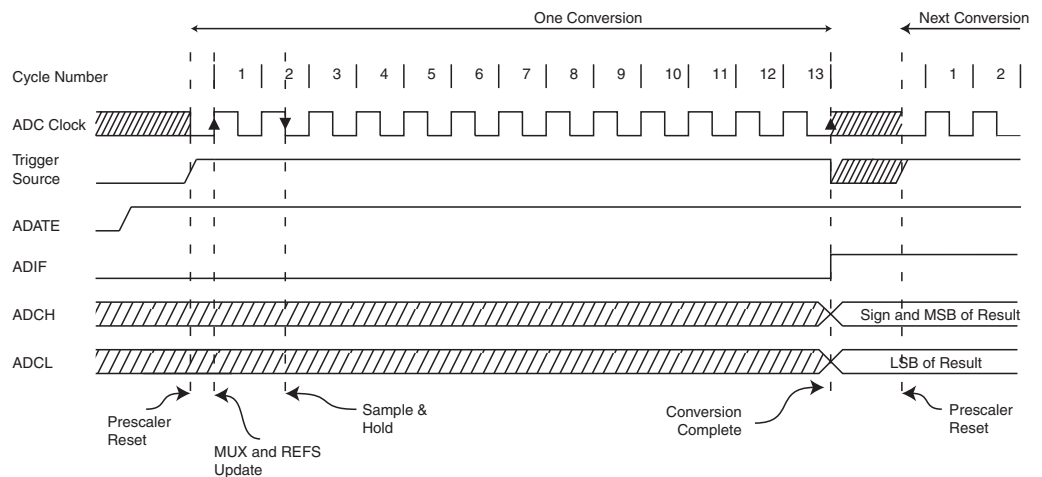 One Conversion
Next Conversion
Cycle Number
1 2 3 4 5 6 7 8 9 10 11 12 13 1 2
ADC Clock
Trigger
Source
ADATE
ADIF
ADCH
Sign and MSB of Result
ADCL
LSB of Result
Prescaler
Reset
MUX and REFS
Update
Sample &
Hold
Conversion
Complete
Prescaler
Reset